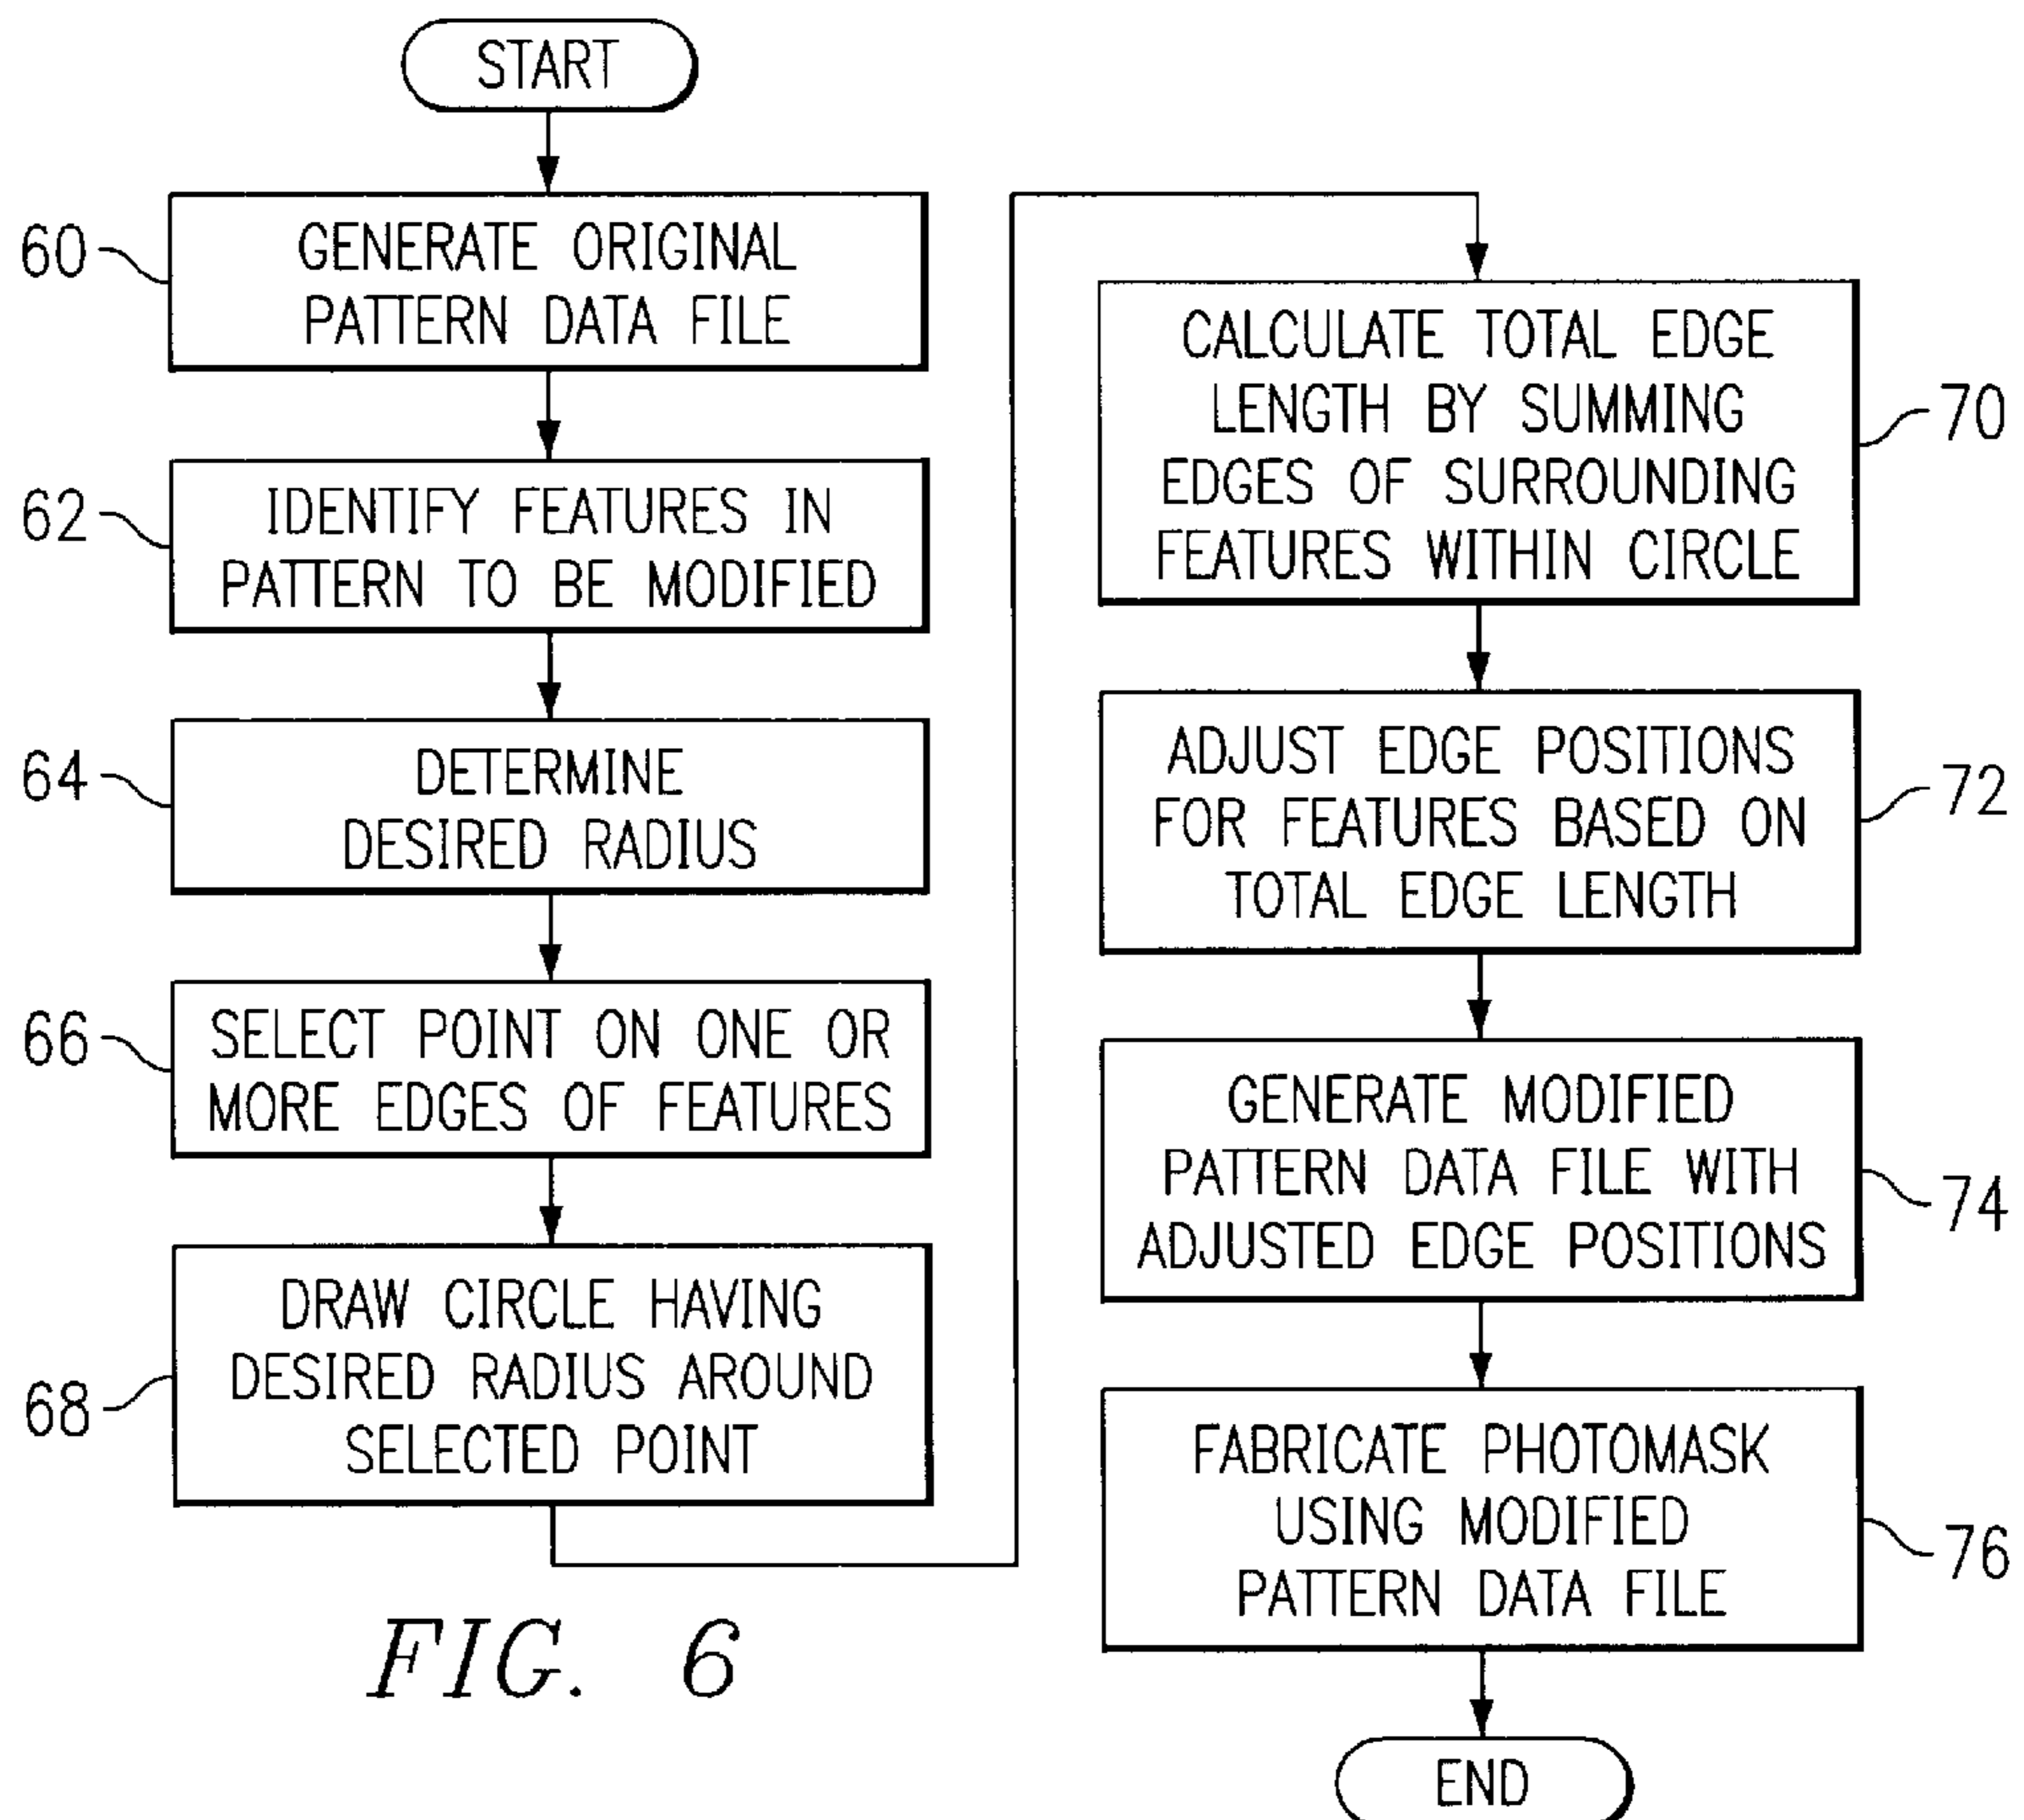 START
60
GENERATE ORIGINAL
PATTERN DATA FILE
62
IDENTIFY FEATURES IN
PATTERN TO BE MODIFIED
64
DETERMINE
DESIRED RADIUS
66
SELECT POINT ON ONE OR
MORE EDGES OF FEATURES
68
DRAW CIRCLE HAVING
DESIRED RADIUS AROUND
SELECTED POINT
CALCULATE TOTAL EDGE
LENGTH BY SUMMING
EDGES OF SURROUNDING
FEATURES WITHIN CIRCLE
70
ADJUST EDGE POSITIONS
FOR FEATURES BASED ON
TOTAL EDGE LENGTH
72
GENERATE MODIFIED
PATTERN DATA FILE WITH
ADJUSTED EDGE POSITIONS
74
FABRICATE PHOTOMASK
USING MODIFIED
PATTERN DATA FILE
76
END
FIG. 6